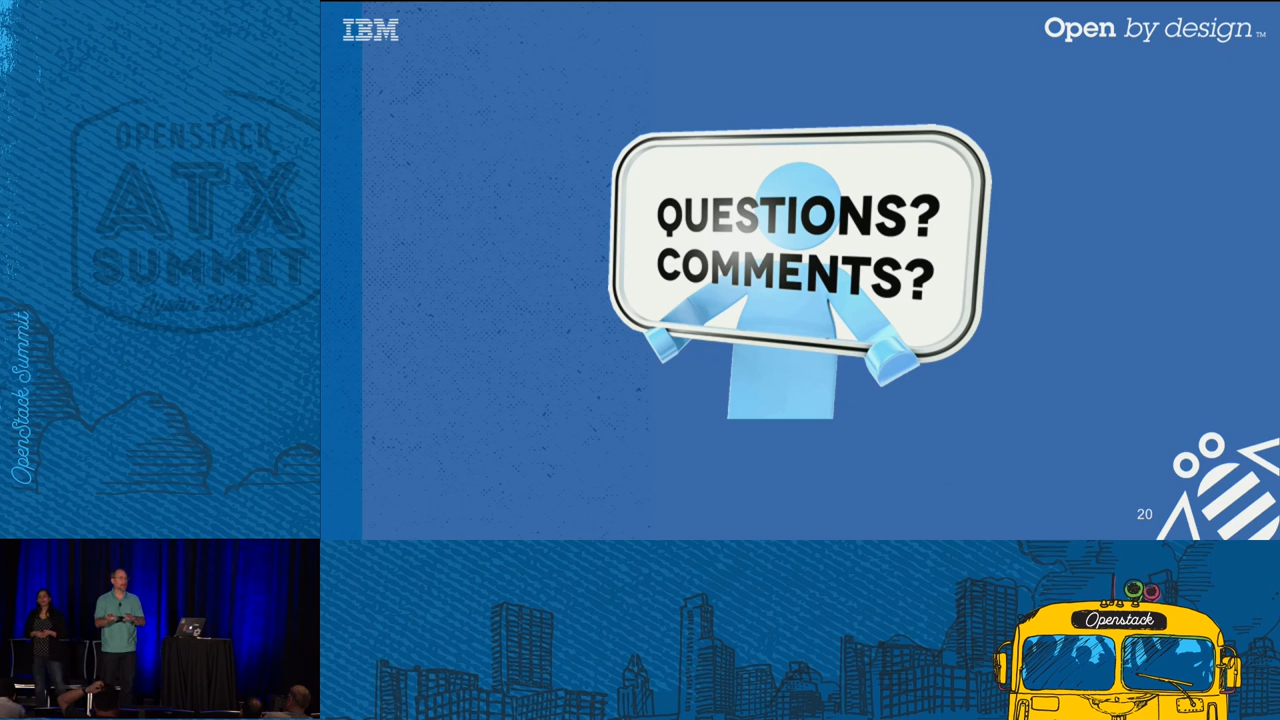 IBM
Open by design™
OPENSTACK
ATX
SUMMIT
OpenStack Summit
QUESTIONS?
COMMENTS?
20
Openstack